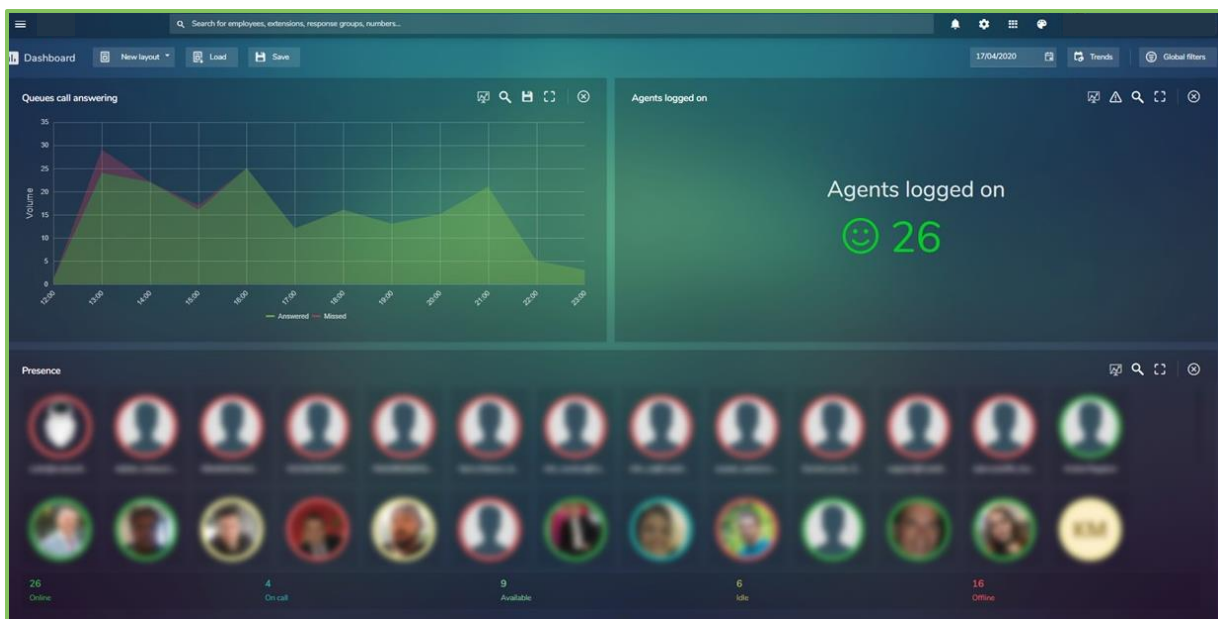 Search for employees, extensions, response groups, numbers...
Dashboard New layout Load Save 17/04/2020 Trends Global filters
Queues call answering
35
30
25
20
15
10
5
0
Volume
12:00 13:00 14:00 15:00 16:00 17:00 18:00 19:00 20:00 21:00 22:00 23:00
Answered Missed
Agents logged on
Agents logged on
26
Presence
KM
26 4 9 6 16
Online On call Available Idle Offline